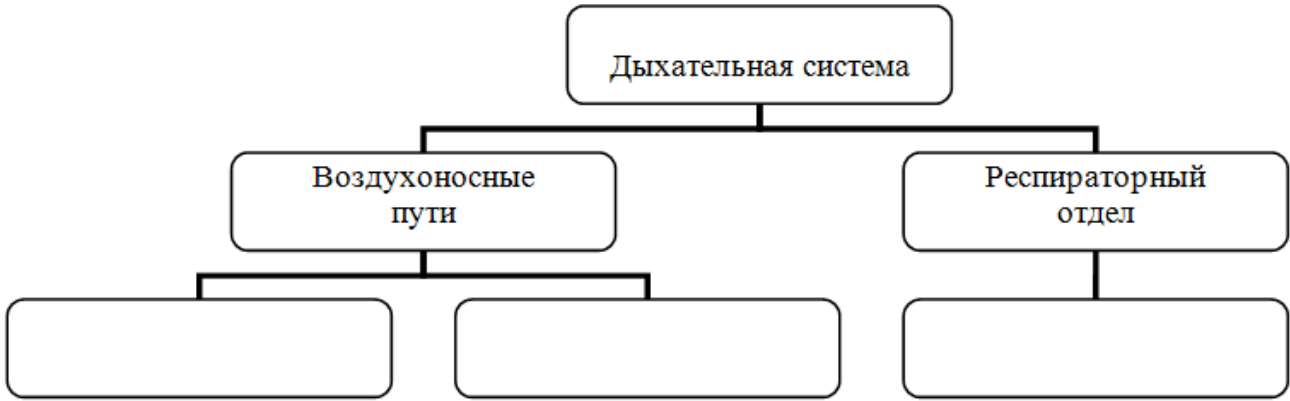 Дыхательная система
Воздухоносные
пути
Респираторный
отдел